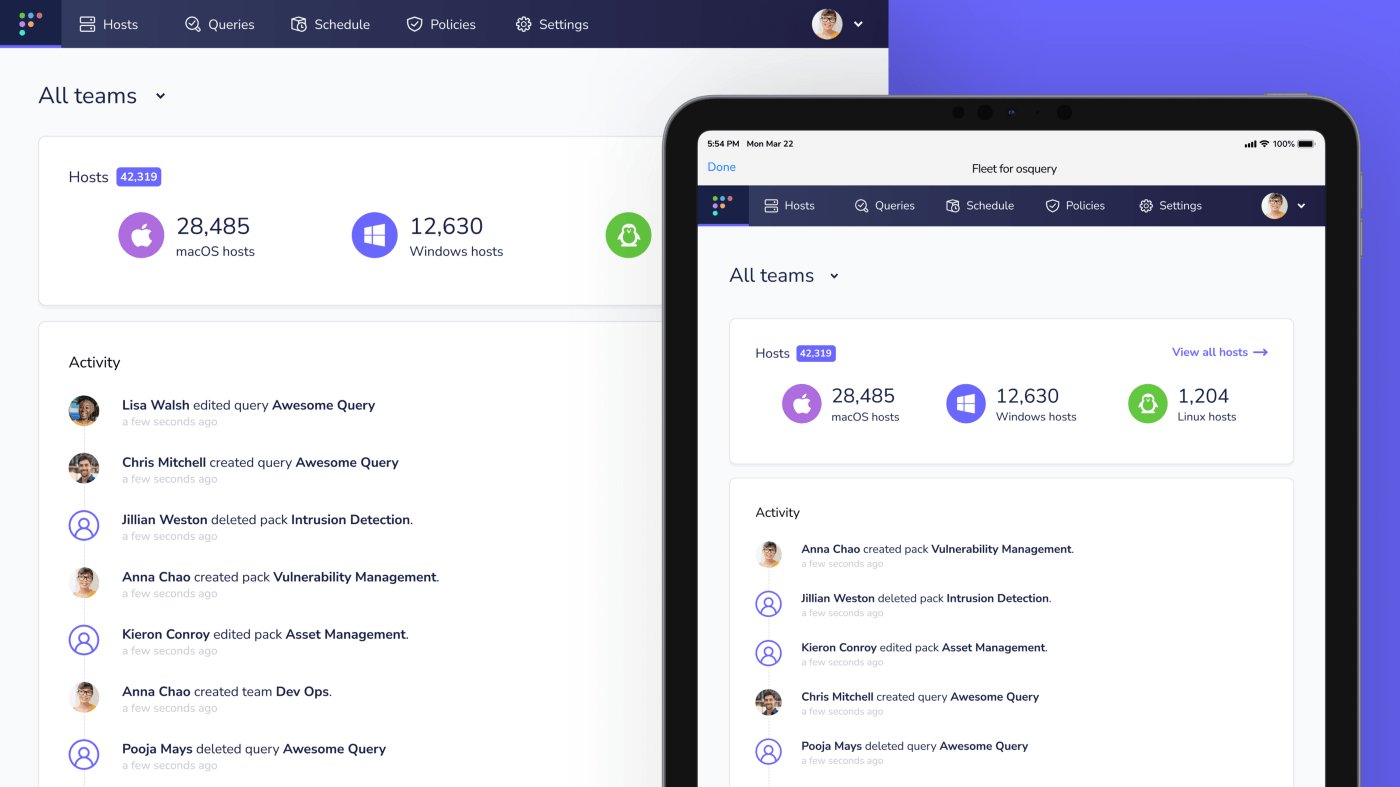 Hosts
Queries
Schedule
Policies
Settings
All teams
Hosts 42,319
28,485
macOS hosts
12,630
Windows hosts
Activity
Lisa Walsh edited query Awesome Query
a few seconds ago
Chris Mitchell created query Awesome Query
a few seconds ago
Jillian Weston deleted pack Intrusion Detection.
a few seconds ago
Anna Chao created pack Vulnerability Management.
a few seconds ago
Kieron Conroy edited pack Asset Management.
a few seconds ago
Anna Chao created team Dev Ops.
a few seconds ago
Pooja Mays deleted query Awesome Query
a few seconds ago
5:54 PM Mon Mar 22
100%
Done
Fleet for osquery
Hosts
Queries
Schedule
Policies
Settings
All teams
Hosts 42,319
View all hosts
28,485
macOS hosts
12,630
Windows hosts
1,204
Linux hosts
Activity
Anna Chao created pack Vulnerability Management.
a few seconds ago
Jillian Weston deleted pack Intrusion Detection.
a few seconds ago
Kieron Conroy edited pack Asset Management.
a few seconds ago
Chris Mitchell created query Awesome Query
a few seconds ago
Pooja Mays deleted query Awesome Query
a few seconds ago